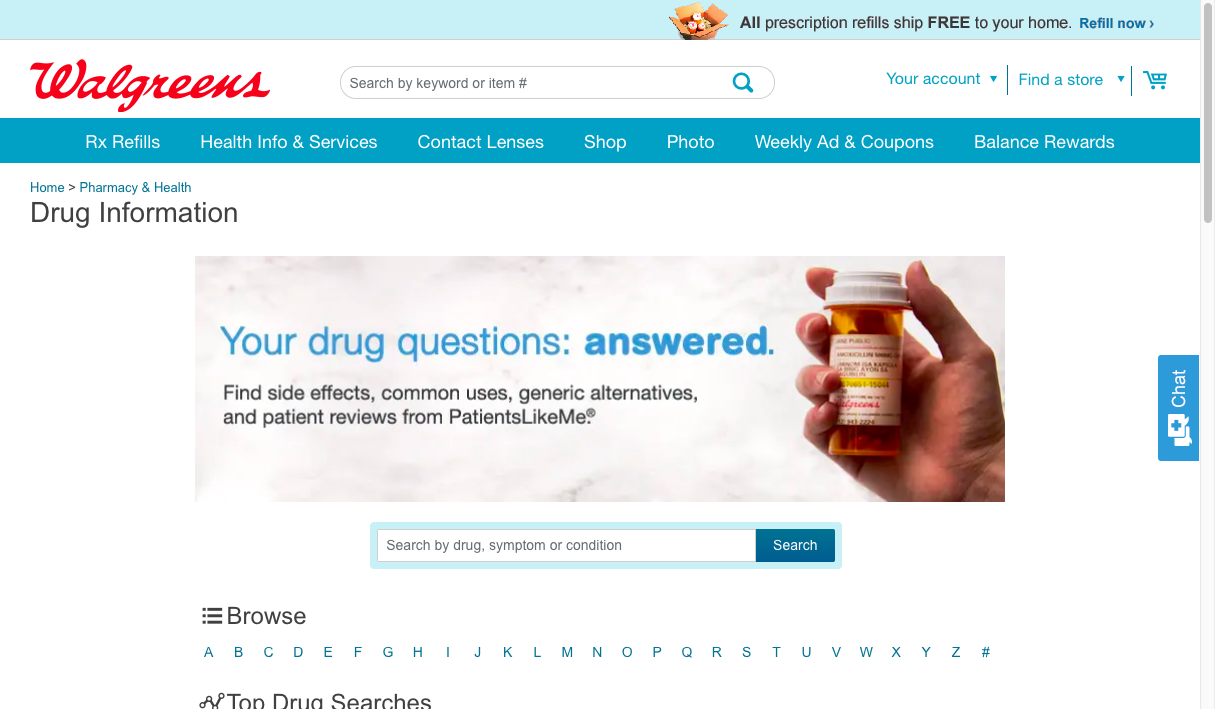 All prescription refills ship FREE to your home. Refill now ›
Walgreens
Search by keyword or item #
Your account ▼
Find a store ▼
Rx Refills
Health Info & Services
Contact Lenses
Shop
Photo
Weekly Ad & Coupons
Balance Rewards
Home > Pharmacy & Health
Drug Information
Your drug questions: answered.
Find side effects, common uses, generic alternatives,
and patient reviews from PatientsLikeMe®.
Walgreens
Chat
Search by drug, symptom or condition
Search
Browse
A B C D E F G H I J K L M N O P Q R S T U V W X Y Z #
Top Drug Searches